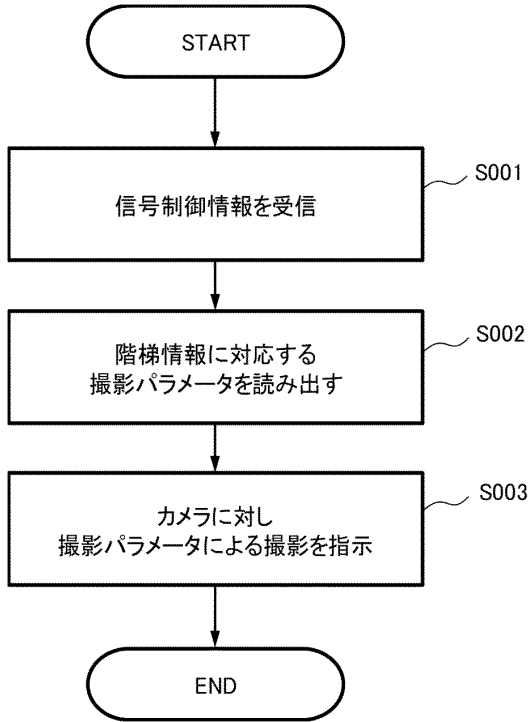 START
信号制御情報を受信
S001
階梯情報に対応する
撮影パラメータを読み出す
S002
カメラに対し
撮影パラメータによる撮影を指示
S003
END